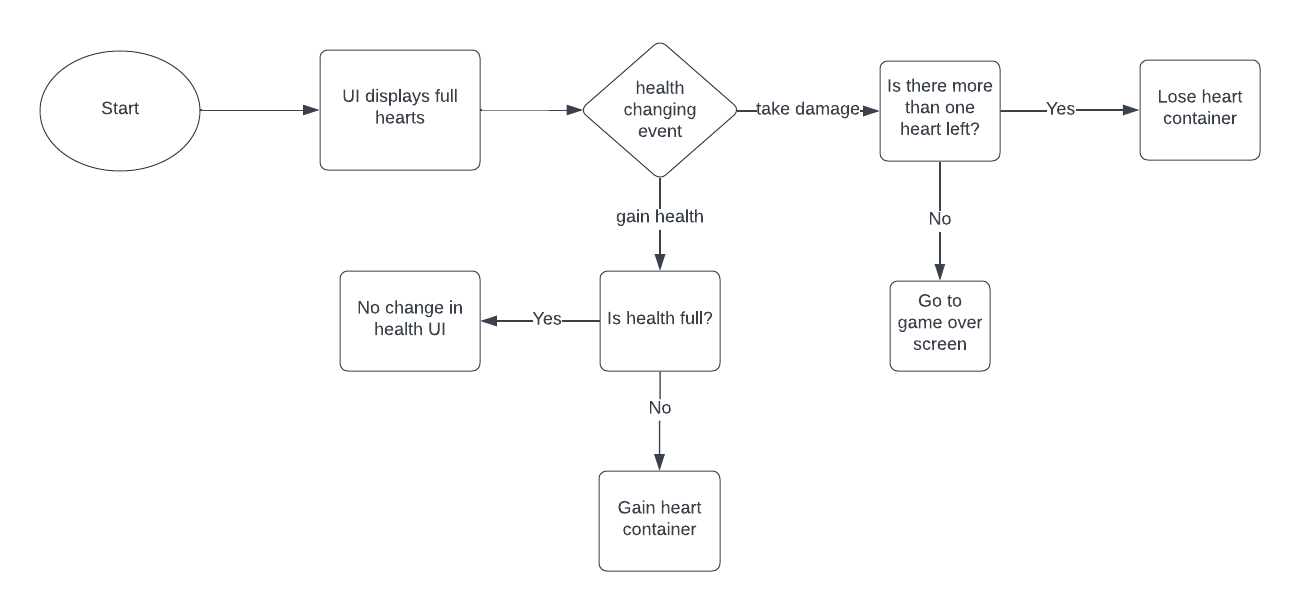 Start
UI displays full
hearts
health
changing
event
take damage
Is there more
than one
heart left?
Yes
Lose heart
container
gain health
No
No change in
health UI
Yes
Is health full?
Go to
game over
screen
No
Gain heart
container